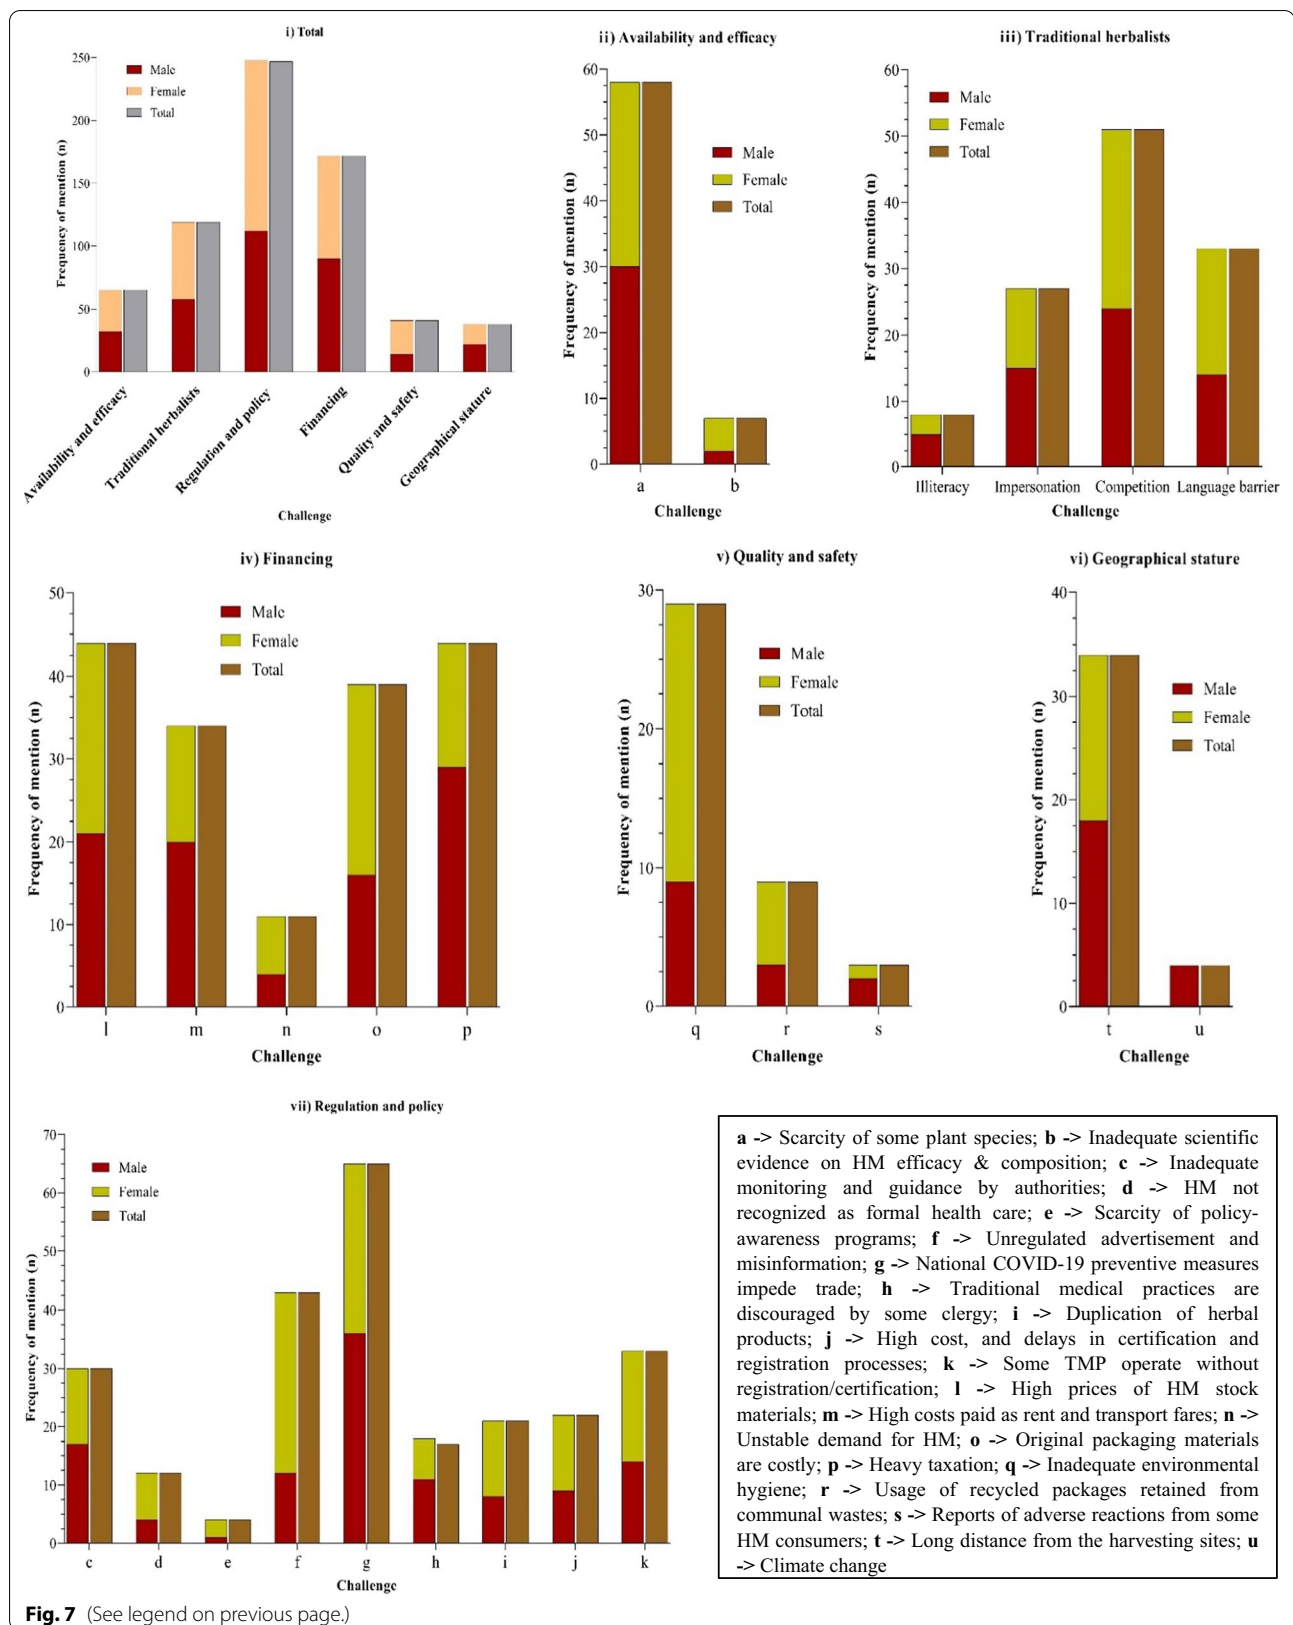 i) Total
250
200
150
100
50
0
Frequency of mention (n)
Male
Female
Total
Availability and efficacy
Traditional herbalists
Regulation and policy
Financing
Quality and safety
Geographical stature
Challenge
ii) Availability and efficacy
60
50
40
30
20
10
0
Frequency of mention (n)
Male
Female
Total
a b
Challenge
iii) Traditional herbalists
60
50
40
30
20
10
0
Frequency of mention (n)
Male
Female
Total
Illiteracy Impersonation Competition Language barrier
Challenge
iv) Financing
50
40
30
20
10
0
Frequency of mention (n)
Male
Female
Total
l m n o p
Challenge
v) Quality and safety
30
20
10
0
Frequency of mention (n)
Male
Female
Total
q r s
Challenge
vi) Geographical stature
40
30
20
10
0
Frequency of mention (n)
Male
Female
Total
t u
Challenge
vii) Regulation and policy
70
60
50
40
30
20
10
0
Frequency of mention (n)
Male
Female
Total
c d e f g h i j k
Challenge
a -> Scarcity of some plant species; b -> Inadequate scientific
evidence on HM efficacy & composition; c -> Inadequate
monitoring and guidance by authorities; d -> HM not
recognized as formal health care; e -> Scarcity of policy-
awareness programs; f -> Unregulated advertisement and
misinformation; g -> National COVID-19 preventive measures
impede trade; h -> Traditional medical practices are
discouraged by some clergy; i -> Duplication of herbal
products; j -> High cost, and delays in certification and
registration processes; k -> Some TMP operate without
registration/certification; l -> High prices of HM stock
materials; m -> High costs paid as rent and transport fares; n ->
Unstable demand for HM; o -> Original packaging materials
are costly; p -> Heavy taxation; q -> Inadequate environmental
hygiene; r -> Usage of recycled packages retained from
communal wastes; s -> Reports of adverse reactions from some
HM consumers; t -> Long distance from the harvesting sites; u
-> Climate change
Fig. 7 (See legend on previous page.)